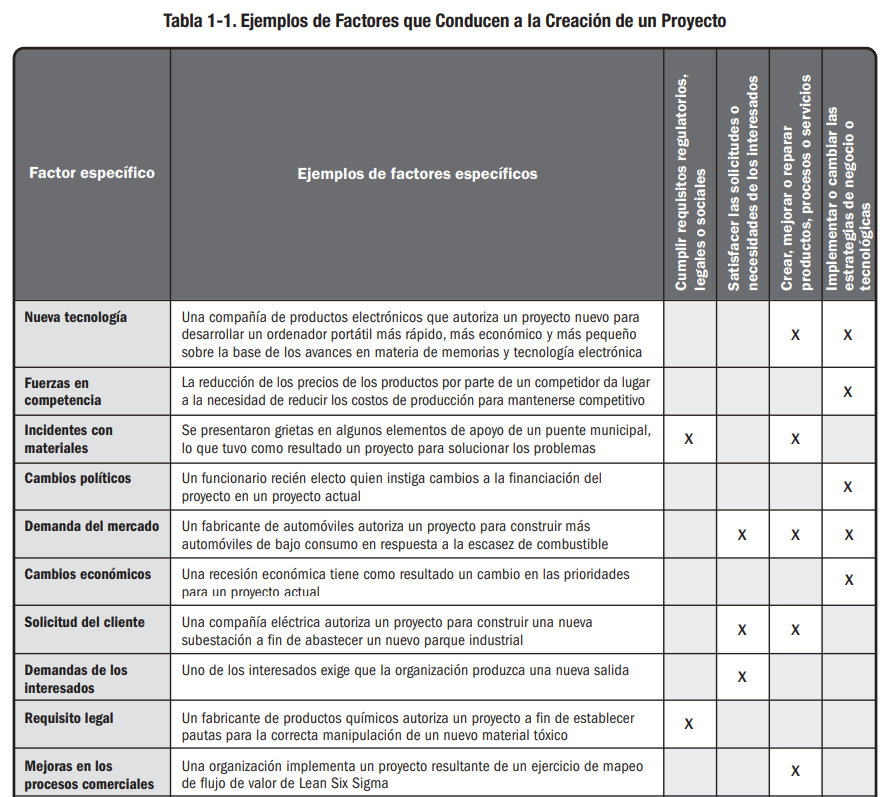 Tabla 1-1. Ejemplos de Factores que Conducen a la Creación de un Proyecto
Factor específico
Ejemplos de factores específicos
Cumplir requisitos regulatorios,
legales o sociales
Satisfacer las solicitudes o
necesidades de los interesados
Crear, mejorar o reparar
productos, procesos o servicios
Implementar o cambiar las
estrategias de negocio o
tecnológicas
Nueva tecnología
Una compañía de productos electrónicos que autoriza un proyecto nuevo para
desarrollar un ordenador portátil más rápido, más económico y más pequeño
sobre la base de los avances en materia de memorias y tecnología electrónica
X X
Fuerzas en
competencia
La reducción de los precios de los productos por parte de un competidor da lugar
a la necesidad de reducir los costos de producción para mantenerse competitivo
X
Incidentes con
materiales
Se presentaron grietas en algunos elementos de apoyo de un puente municipal,
lo que tuvo como resultado un proyecto para solucionar los problemas
X X
Cambios políticos
Un funcionario recién electo quien instiga cambios a la financiación del
proyecto en un proyecto actual
X
Demanda del mercado
Un fabricante de automóviles autoriza un proyecto para construir más
automóviles de bajo consumo en respuesta a la escasez de combustible
X X X
Cambios económicos
Una recesión económica tiene como resultado un cambio en las prioridades
para un proyecto actual
X
Solicitud del cliente
Una compañía eléctrica autoriza un proyecto para construir una nueva
subestación a fin de abastecer un nuevo parque industrial
X X
Demandas de los
interesados
Uno de los interesados exige que la organización produzca una nueva salida
X
Requisito legal
Un fabricante de productos químicos autoriza un proyecto a fin de establecer
pautas para la correcta manipulación de un nuevo material tóxico
X
Mejoras en los
procesos comerciales
Una organización implementa un proyecto resultante de un ejercicio de mapeo
de flujo de valor de Lean Six Sigma
X